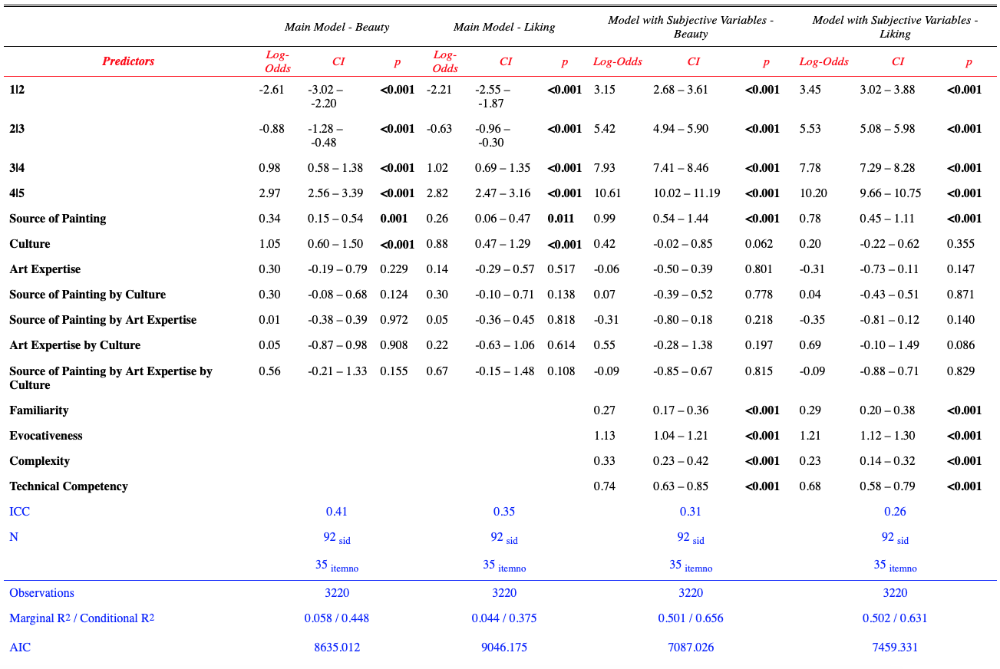 Main Model - Beauty Main Model - Liking Model with Subjective Variables - Beauty Model with Subjective Variables - Liking
Predictors Log-Odds CI p Log-Odds CI p Log-Odds CI p Log-Odds CI p
1|2 -2.61 -3.02 – -2.20 <0.001 -2.21 -2.55 – -1.87 <0.001 3.15 2.68 – 3.61 <0.001 3.45 3.02 – 3.88 <0.001
2|3 -0.88 -1.28 – -0.48 <0.001 -0.63 -0.96 – -0.30 <0.001 5.42 4.94 – 5.90 <0.001 5.53 5.08 – 5.98 <0.001
3|4 0.98 0.58 – 1.38 <0.001 1.02 0.69 – 1.35 <0.001 7.93 7.41 – 8.46 <0.001 7.78 7.29 – 8.28 <0.001
4|5 2.97 2.56 – 3.39 <0.001 2.82 2.47 – 3.16 <0.001 10.61 10.02 – 11.19 <0.001 10.20 9.66 – 10.75 <0.001
Source of Painting 0.34 0.15 – 0.54 0.001 0.26 0.06 – 0.47 0.011 0.99 0.54 – 1.44 <0.001 0.78 0.45 – 1.11 <0.001
Culture 1.05 0.60 – 1.50 <0.001 0.88 0.47 – 1.29 <0.001 0.42 -0.02 – 0.85 0.062 0.20 -0.22 – 0.62 0.355
Art Expertise 0.30 -0.19 – 0.79 0.229 0.14 -0.29 – 0.57 0.517 -0.06 -0.50 – 0.39 0.801 -0.31 -0.73 – 0.11 0.147
Source of Painting by Culture 0.30 -0.08 – 0.68 0.124 0.30 -0.10 – 0.71 0.138 0.07 -0.39 – 0.52 0.778 0.04 -0.43 – 0.51 0.871
Source of Painting by Art Expertise 0.01 -0.38 – 0.39 0.972 0.05 -0.36 – 0.45 0.818 -0.31 -0.80 – 0.18 0.218 -0.35 -0.81 – 0.12 0.140
Art Expertise by Culture 0.05 -0.87 – 0.98 0.908 0.22 -0.63 – 1.06 0.614 0.55 -0.28 – 1.38 0.197 0.69 -0.10 – 1.49 0.086
Source of Painting by Art Expertise by Culture 0.56 -0.21 – 1.33 0.155 0.67 -0.15 – 1.48 0.108 -0.09 -0.85 – 0.67 0.815 -0.09 -0.88 – 0.71 0.829
Familiarity 0.27 0.17 – 0.36 <0.001 0.29 0.20 – 0.38 <0.001
Evocativeness 1.13 1.04 – 1.21 <0.001 1.21 1.12 – 1.30 <0.001
Complexity 0.33 0.23 – 0.42 <0.001 0.23 0.14 – 0.32 <0.001
Technical Competency 0.74 0.63 – 0.85 <0.001 0.68 0.58 – 0.79 <0.001
ICC 0.41 0.35 0.31 0.26
N 92 sid 92 sid 92 sid 92 sid
35 itemno 35 itemno 35 itemno 35 itemno
Observations 3220 3220 3220 3220
Marginal R2 / Conditional R2 0.058 / 0.448 0.044 / 0.375 0.501 / 0.656 0.502 / 0.631
AIC 8635.012 9046.175 7087.026 7459.331